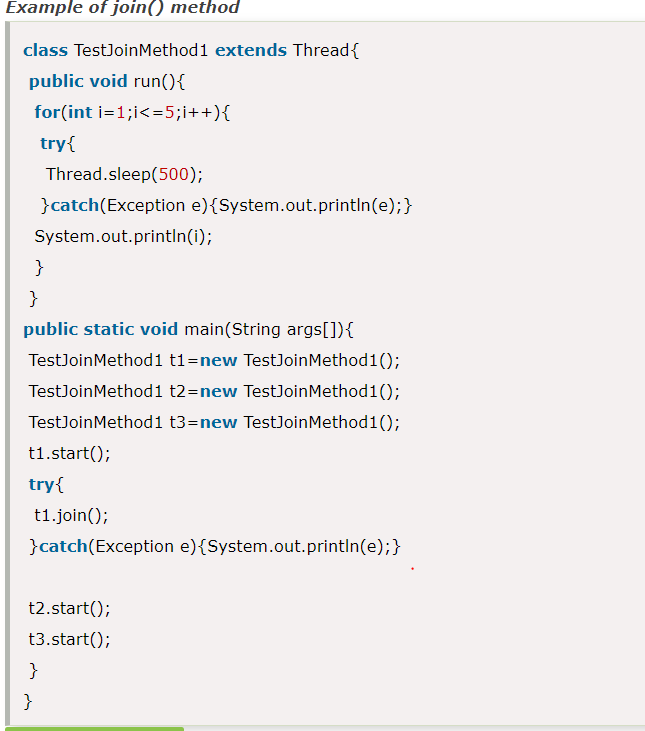 Example of join() method
class TestJoinMethod1 extends Thread{
public void run(){
for(int i=1;i<=5;i++){
try{
Thread.sleep(500);
}catch(Exception e){System.out.println(e);}
System.out.println(i);
}
}
public static void main(String args[]){
TestJoinMethod1 t1=new TestJoinMethod1();
TestJoinMethod1 t2=new TestJoinMethod1();
TestJoinMethod1 t3=new TestJoinMethod1();
t1.start();
try{
t1.join();
}catch(Exception e){System.out.println(e);}
t2.start();
t3.start();
}
}